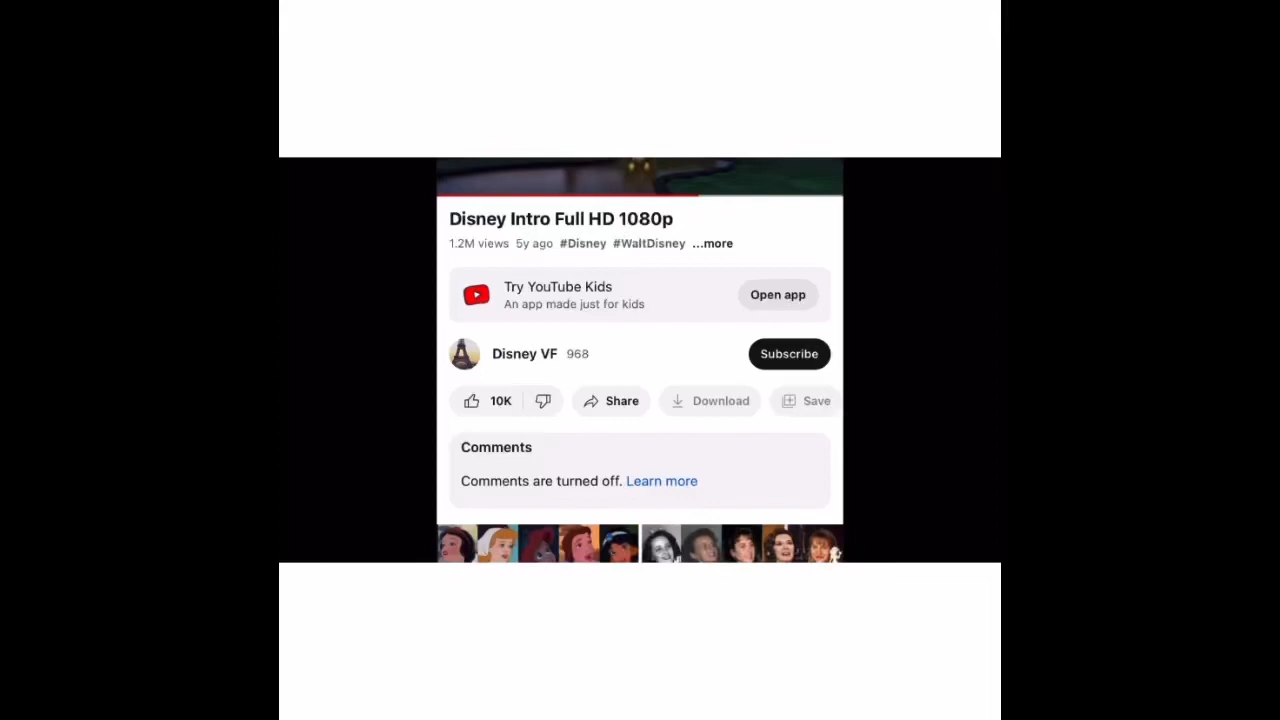 Disney Intro Full HD 1080p
1.2M views 5y ago #Disney #WaltDisney ...more
Try YouTube Kids
An app made just for kids
Open app
Disney VF 968
Subscribe
10K Share Download Save
Comments
Comments are turned off. Learn more